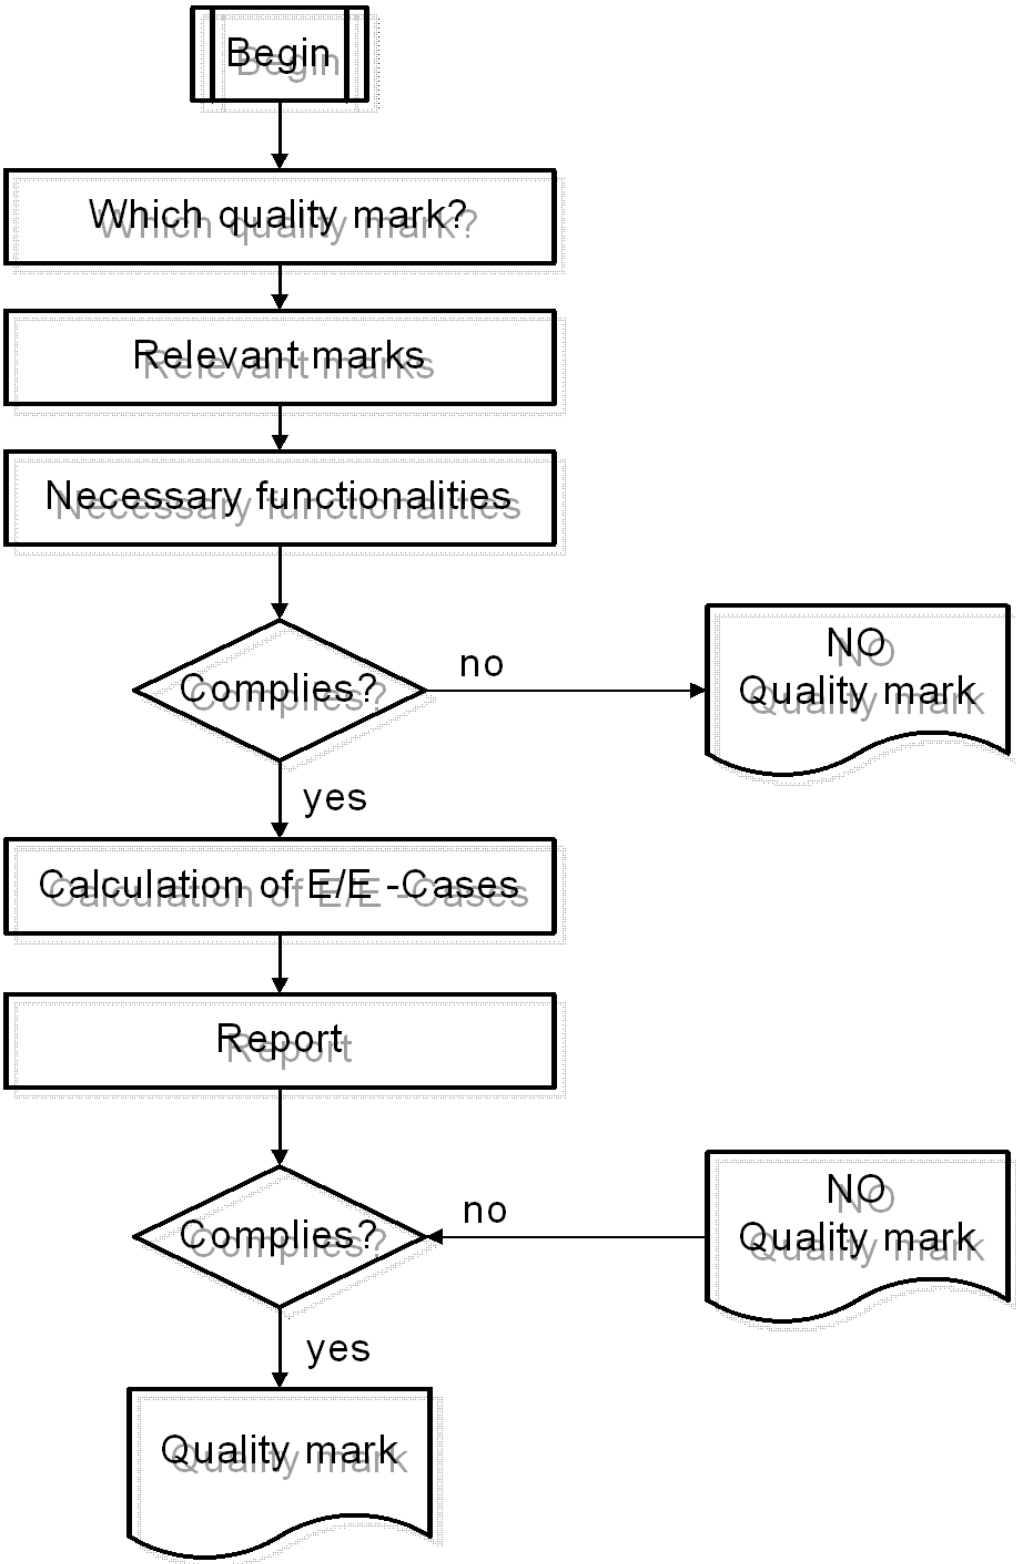 Begin
Which quality mark?
Relevant marks
Necessary functionalities
Complies?
no
NO
Quality mark
yes
Calculation of E/E -Cases
Report
Complies?
no
NO
Quality mark
yes
Quality mark